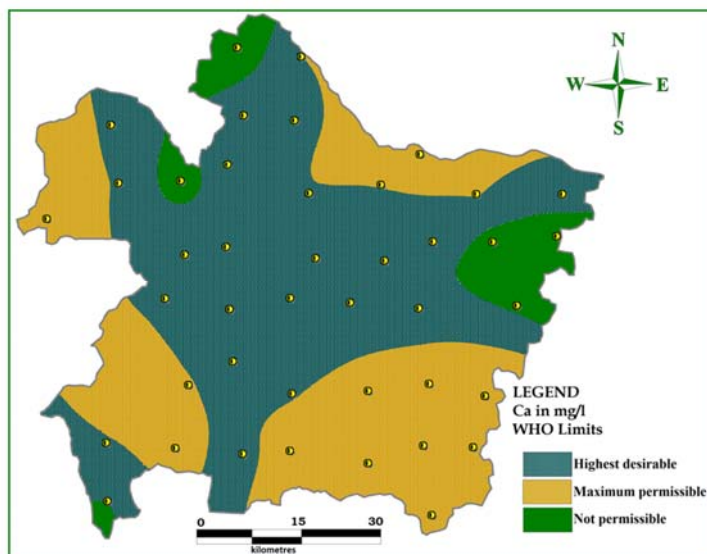 N
W E
S
LEGEND
Ca in mg/l
WHO Limits
Highest desirable
Maximum permissible
Not permissible
0 15 30
kilometres